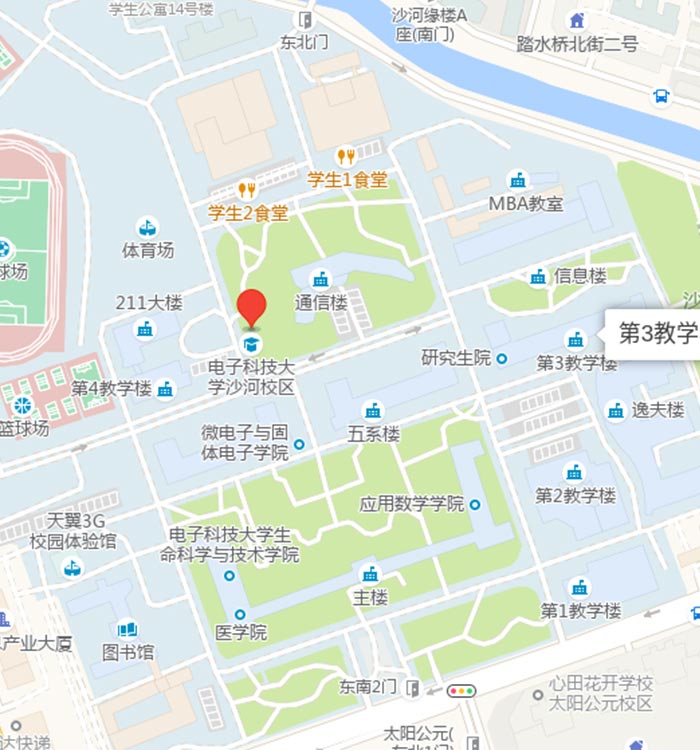 学生公寓14号楼
东北门
沙河缘楼A
座(南门)
踏水桥北街二号
学生1食堂
学生2食堂
MBA教室
体育场
球场
信息楼
211大楼
通信楼
沙
第3教学
电子科技大
学沙河校区
研究生院
第3教学楼
第4教学楼
篮球场
逸夫楼
微电子与固
体电子学院
五系楼
第2教学楼
应用数学学院
天翼3G
校园体验馆
电子科技大学生
命科学与技术学院
主楼
第1教学楼
医学院
图书馆
产业大厦
东南2门
心田花开学校
太阳公元校区
达快递
太阳公元(
东北1门)